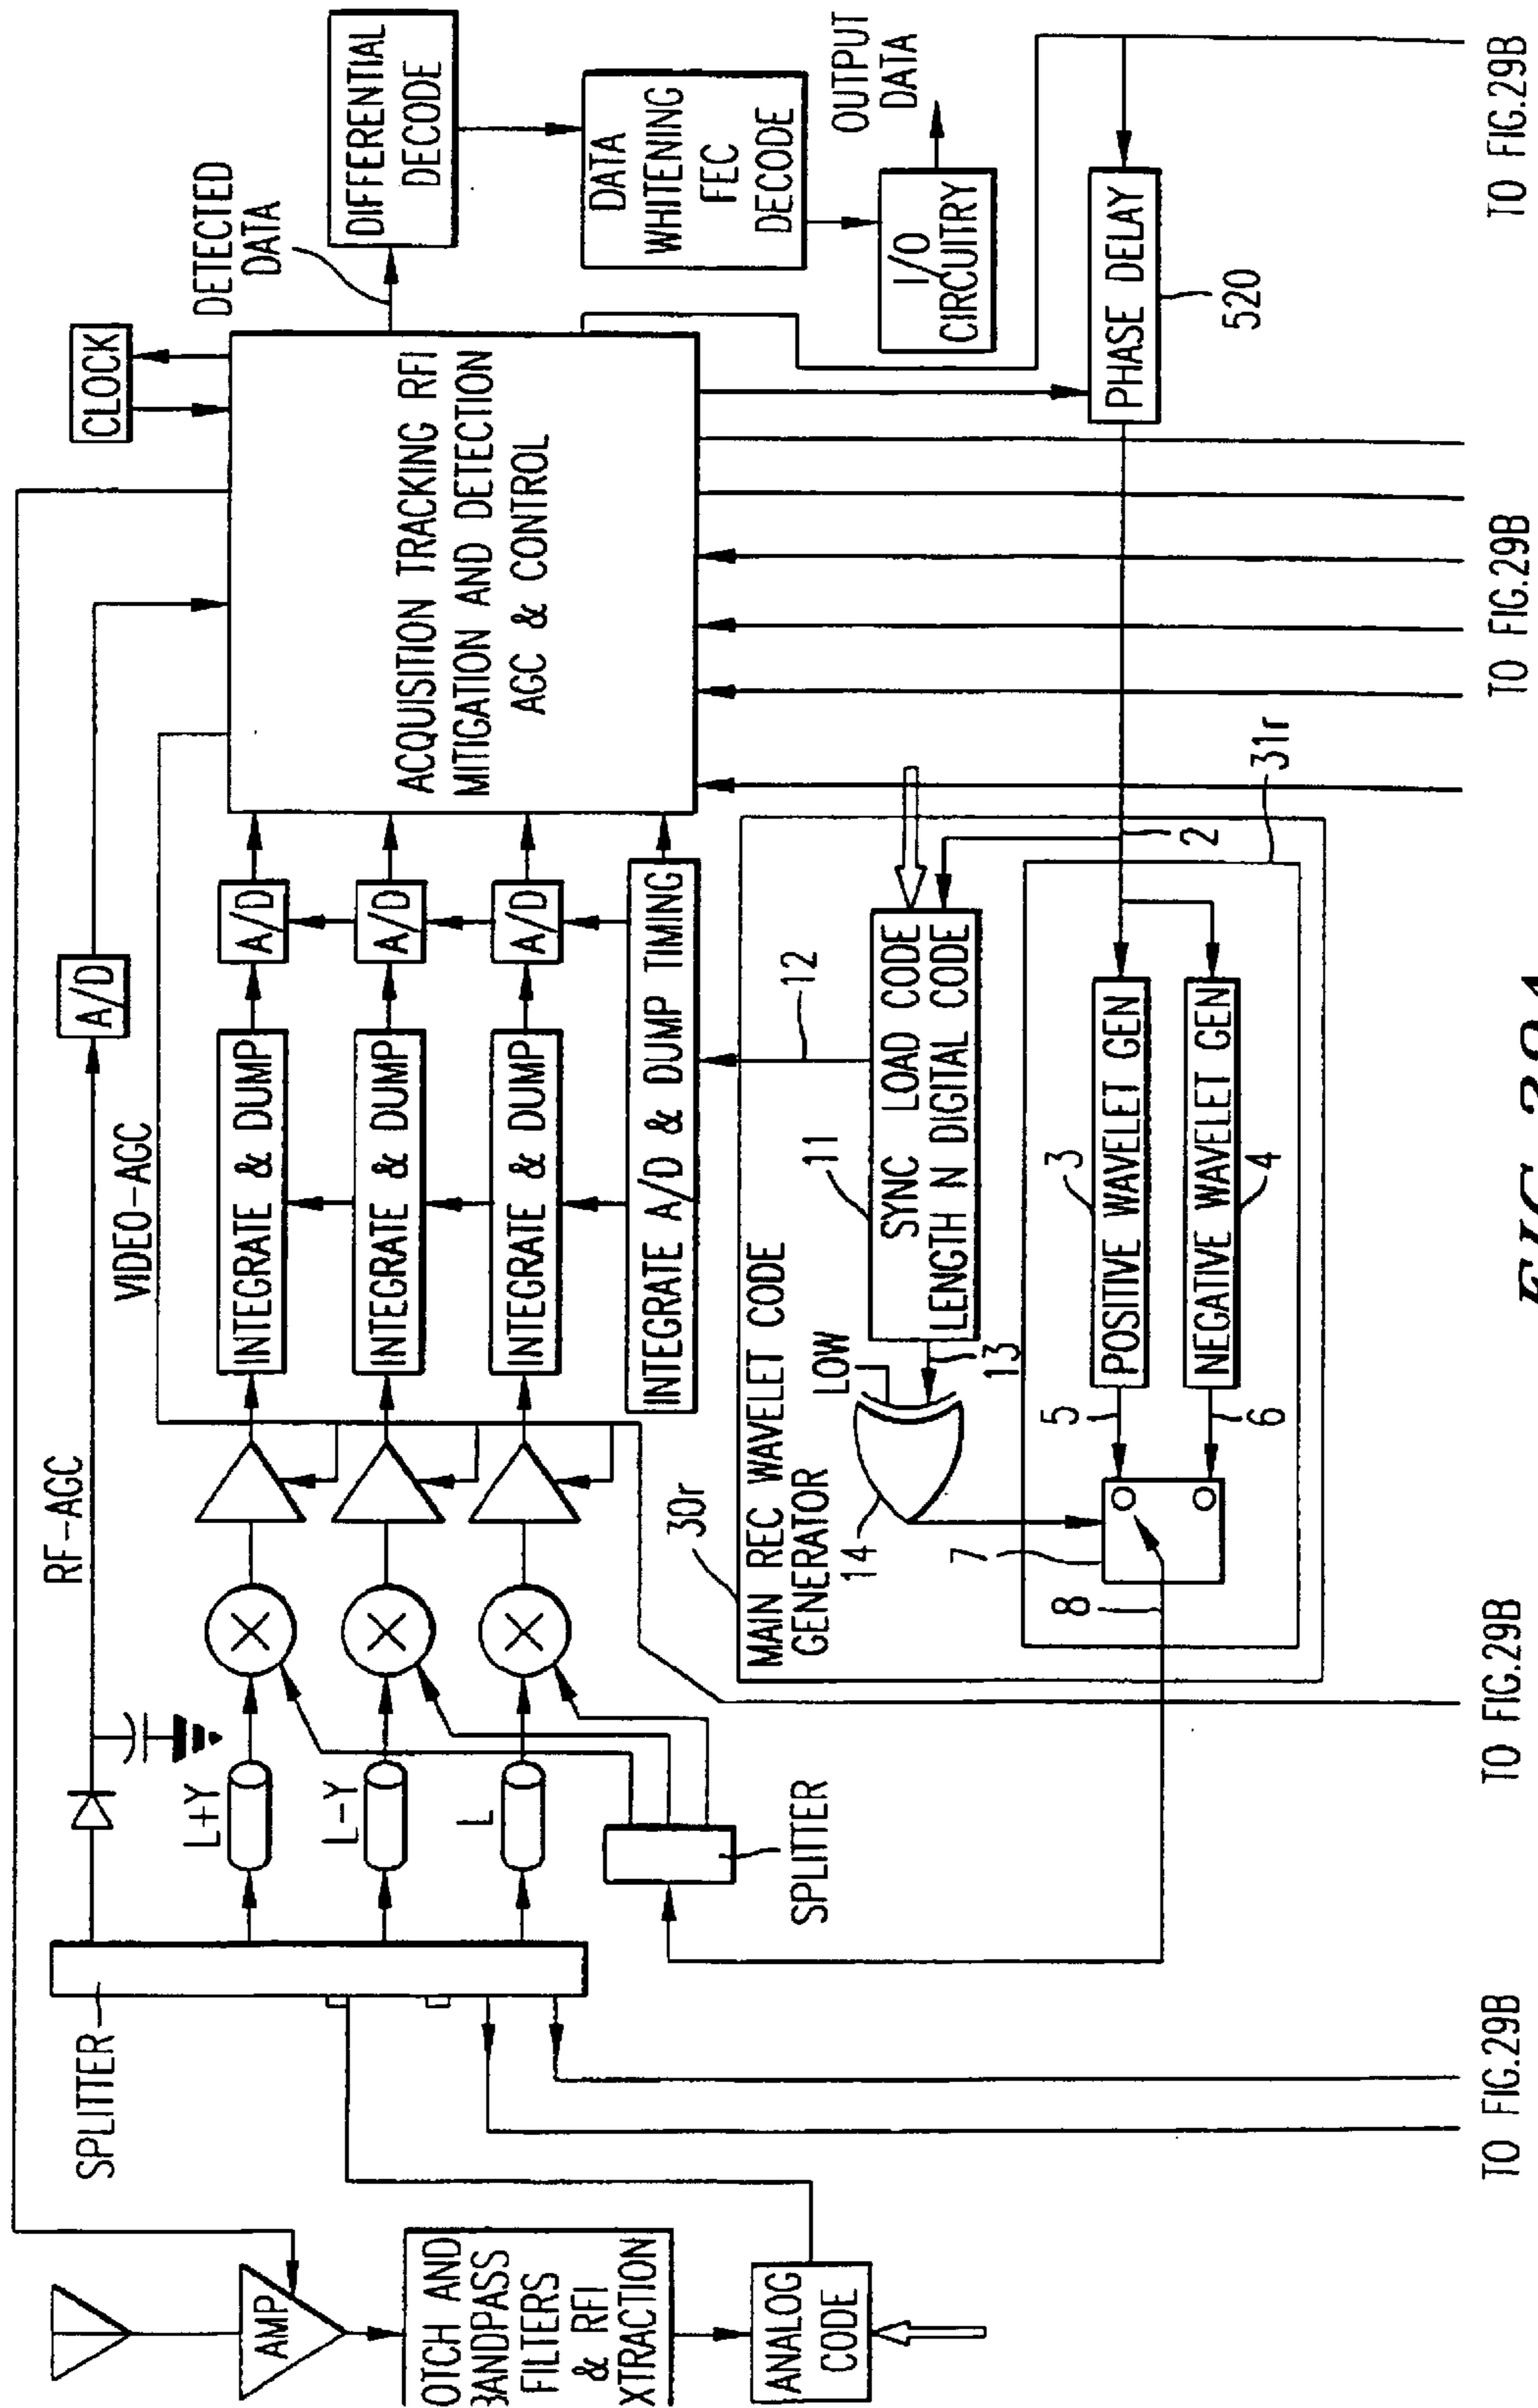 SPLITTER
RF-AGC
A/D
CLOCK
DETECTED
DATA
DIFFERENTIAL
DECODE
DATA
WHITENING
FEC
DECODE
I/O
CIRCUITRY
OUTPUT
DATA
VIDEO-AGC
L+Y
L-Y
L
INTEGRATE & DUMP
A/D
INTEGRATE & DUMP
A/D
INTEGRATE & DUMP
A/D
INTEGRATE A/D & DUMP TIMING
ACQUISITION TRACKING RFI
MITIGATION AND DETECTION
AGC & CONTROL
AMP
BANDPASS
FILTERS
& RFI
ANALOG
CODE
SPLITTER
30r
MAIN REC WAVELET CODE
GENERATOR
14
LOW
13
11
12
SYNC LOAD CODE
LENGTH N DIGITAL CODE
PHASE DELAY
520
2
31r
3
POSITIVE WAVELET GEN
4
NEGATIVE WAVELET GEN
5
6
7
8
TO FIG.29B
TO FIG.29B
TO FIG.29B
TO FIG.29B